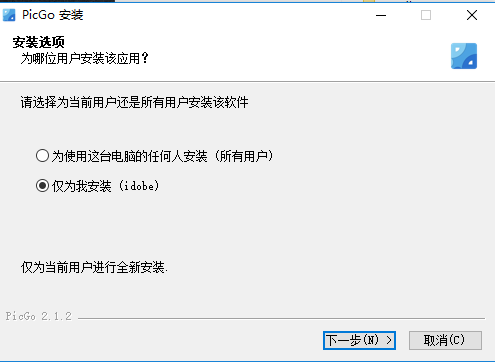 PicGo 安装
安装选项
为哪位用户安装该应用？
请选择为当前用户还是所有用户安装该软件
为使用这台电脑的任何人安装 (所有用户)
仅为我安装 (idobe)
仅为当前用户进行全新安装.
PicGo 2.1.2
下一步(N) >
取消(C)